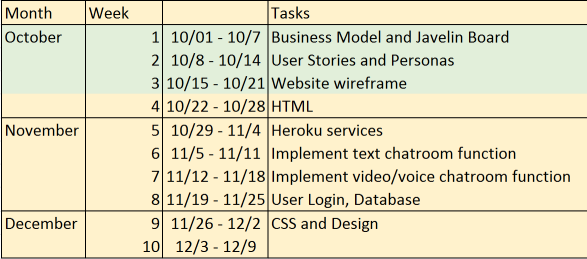 Month Week Tasks
October 1 10/01 - 10/7 Business Model and Javelin Board
2 10/8 - 10/14 User Stories and Personas
3 10/15 - 10/21 Website wireframe
4 10/22 - 10/28 HTML
November 5 10/29 - 11/4 Heroku services
6 11/5 - 11/11 Implement text chatroom function
7 11/12 - 11/18 Implement video/voice chatroom function
8 11/19 - 11/25 User Login, Database
December 9 11/26 - 12/2 CSS and Design
10 12/3 - 12/9